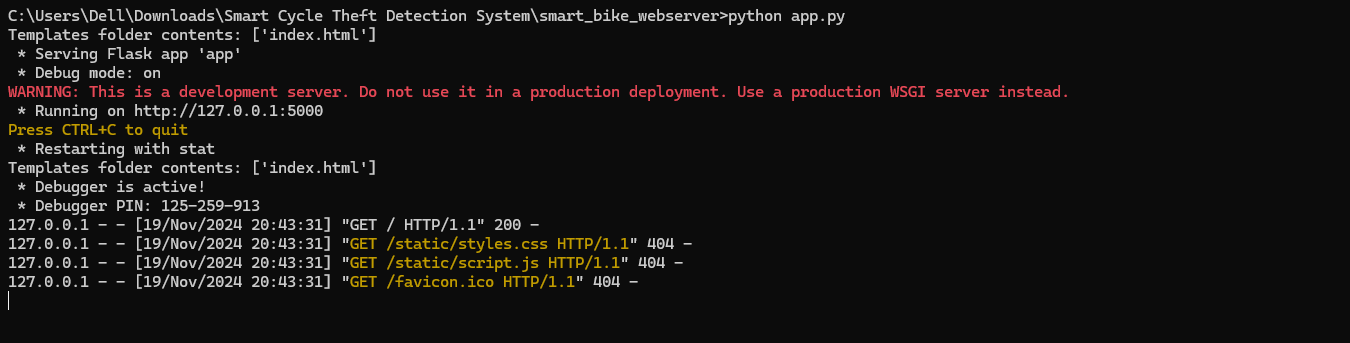 C:\Users\Dell\Downloads\Smart Cycle Theft Detection System\smart_bike_webserver>python app.py
Templates folder contents: ['index.html']
 * Serving Flask app 'app'
 * Debug mode: on
WARNING: This is a development server. Do not use it in a production deployment. Use a production WSGI server instead.
 * Running on http://127.0.0.1:5000
Press CTRL+C to quit
 * Restarting with stat
Templates folder contents: ['index.html']
 * Debugger is active!
 * Debugger PIN: 125-259-913
127.0.0.1 - - [19/Nov/2024 20:43:31] "GET / HTTP/1.1" 200 -
127.0.0.1 - - [19/Nov/2024 20:43:31] "GET /static/styles.css HTTP/1.1" 404 -
127.0.0.1 - - [19/Nov/2024 20:43:31] "GET /static/script.js HTTP/1.1" 404 -
127.0.0.1 - - [19/Nov/2024 20:43:31] "GET /favicon.ico HTTP/1.1" 404 -